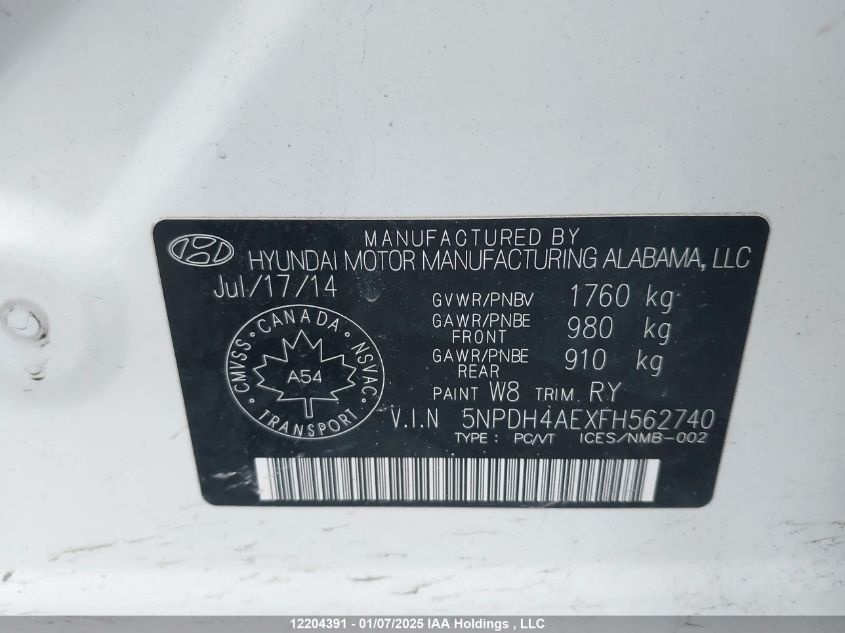 MANUFACTURED BY
HYUNDAI MOTOR MANUFACTURING ALABAMA, LLC
Jul/17/14
GVWR/PNBV 1760 kg
GAWR/PNBE FRONT 980 kg
GAWR/PNBE REAR 910 kg
CANADA
CMVSS NSVAC
A54
TRANSPORT
PAINT W8 TRIM RY
V.I.N 5NPDH4AEXFH562740
TYPE : PC/VT ICES/NMB-002
12204391 - 01/07/2025 IAA Holdings , LLC